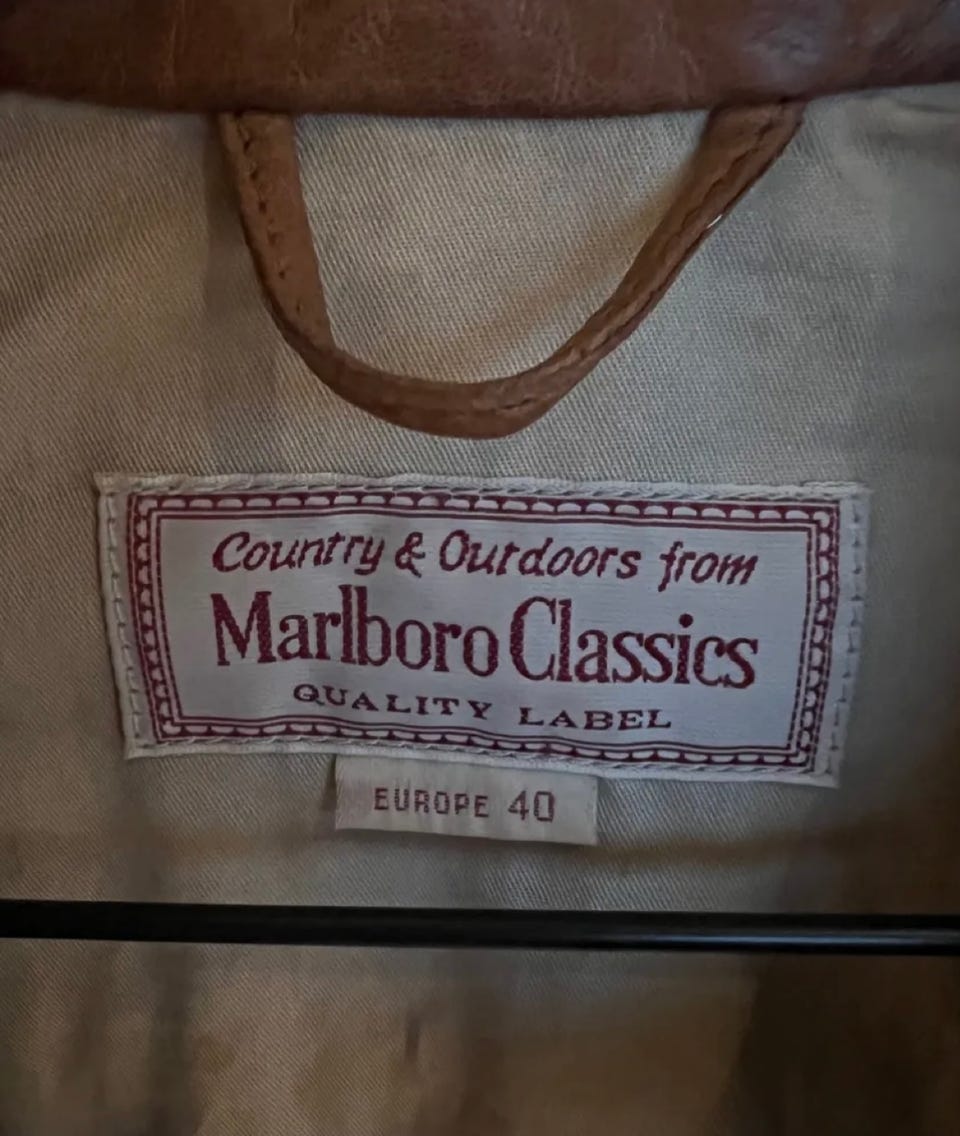 Country & Outdoors from
Marlboro Classics
QUALITY LABEL
EUROPE 40